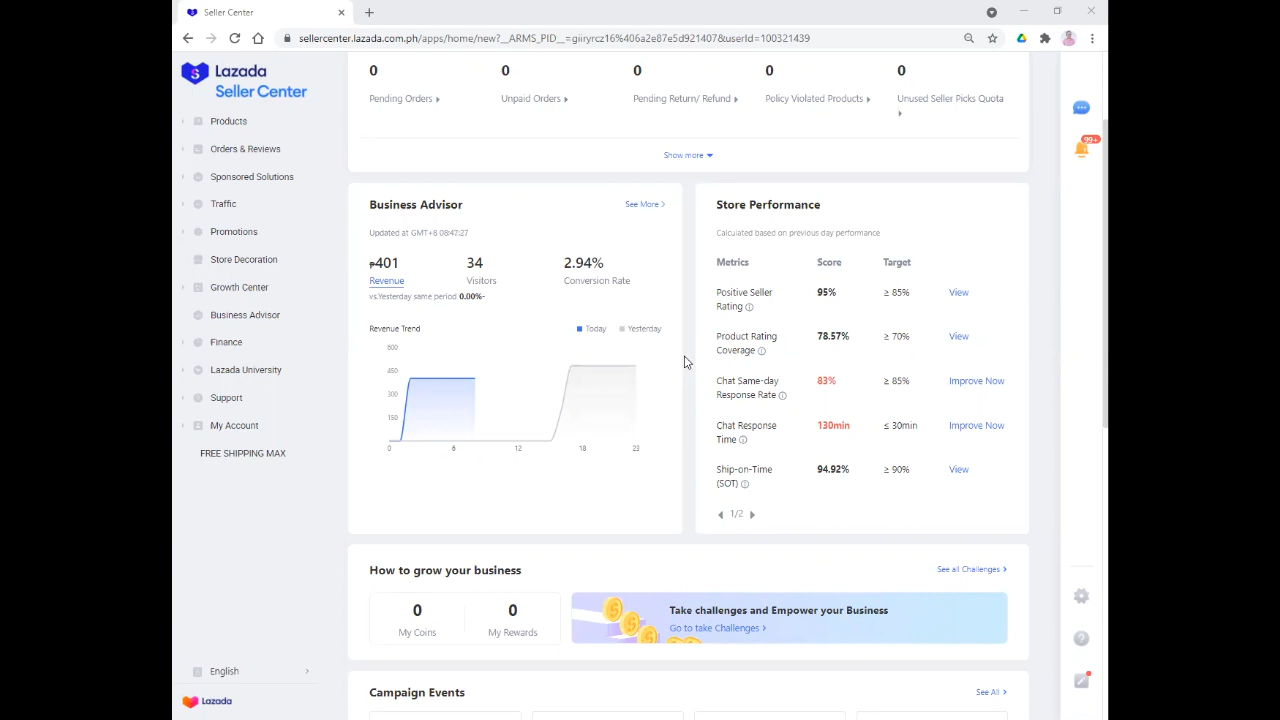 Seller Center
sellercenter.lazada.com.ph/apps/home/new?__ARMS_PID__=giiryrcz16%406a2e87e5d921407&userId=100321439
Lazada
Seller Center
Products
Orders & Reviews
Sponsored Solutions
Traffic
Promotions
Store Decoration
Growth Center
Business Advisor
Finance
Lazada University
Support
My Account
FREE SHIPPING MAX
English
Lazada
0 0 0 0 0
Pending Orders Unpaid Orders Pending Return/ Refund Policy Violated Products Unused Seller Picks Quota
Show more
Business Advisor See More
Updated at GMT+8 08:47:27
₱401 34 2.94%
Revenue Visitors Conversion Rate
vs.Yesterday same period 0.00%-
Revenue Trend Today Yesterday
600
450
300
150
0 6 12 18 23
Store Performance
Calculated based on previous day performance
Metrics Score Target
Positive Seller Rating 95% ≥ 85% View
Product Rating Coverage 78.57% ≥ 70% View
Chat Same-day Response Rate 83% ≥ 85% Improve Now
Chat Response Time 130min ≤ 30min Improve Now
Ship-on-Time (SOT) 94.92% ≥ 90% View
1/2
How to grow your business See all Challenges
0 0
My Coins My Rewards
Take challenges and Empower your Business
Go to take Challenges
Campaign Events See All
99+